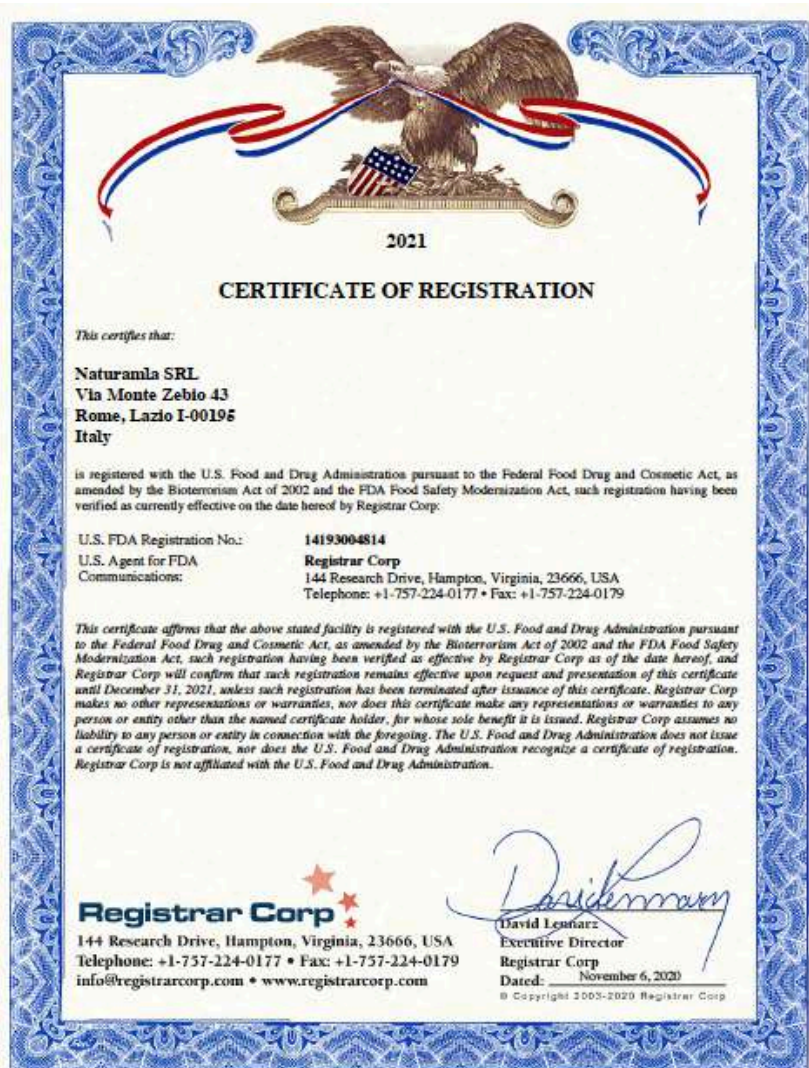 2021
CERTIFICATE OF REGISTRATION
This certifies that:
Naturamla SRL
Via Monte Zebio 43
Rome, Lazio I-00195
Italy
is registered with the U.S. Food and Drug Administration pursuant to the Federal Food Drug and Cosmetic Act, as
amended by the Bioterrorism Act of 2002 and the FDA Food Safety Modernization Act, such registration having been
verified as currently effective on the date hereof by Registrar Corp:
U.S. FDA Registration No.: 14193004814
U.S. Agent for FDA Registrar Corp
Communications: 144 Research Drive, Hampton, Virginia, 23666, USA
Telephone: +1-757-224-0177 • Fax: +1-757-224-0179
This certificate affirms that the above stated facility is registered with the U.S. Food and Drug Administration pursuant
to the Federal Food Drug and Cosmetic Act, as amended by the Bioterrorism Act of 2002 and the FDA Food Safety
Modernization Act, such registration having been verified as effective by Registrar Corp as of the date hereof, and
Registrar Corp will confirm that such registration remains effective upon request and presentation of this certificate
until December 31, 2021, unless such registration has been terminated after issuance of this certificate. Registrar Corp
makes no other representations or warranties, nor does this certificate make any representations or warranties to any
person or entity other than the named certificate holder, for whose sole benefit it is issued. Registrar Corp assumes no
liability to any person or entity in connection with the foregoing. The U.S. Food and Drug Administration does not issue
a certificate of registration, nor does the U.S. Food and Drug Administration recognize a certificate of registration.
Registrar Corp is not affiliated with the U.S. Food and Drug Administration.
Registrar Corp
144 Research Drive, Hampton, Virginia, 23666, USA
Telephone: +1-757-224-0177 • Fax: +1-757-224-0179
info@registrarcorp.com • www.registrarcorp.com
David Lennarz
Executive Director
Registrar Corp
Dated: November 6, 2020
© Copyright 2003-2020 Registrar Corp